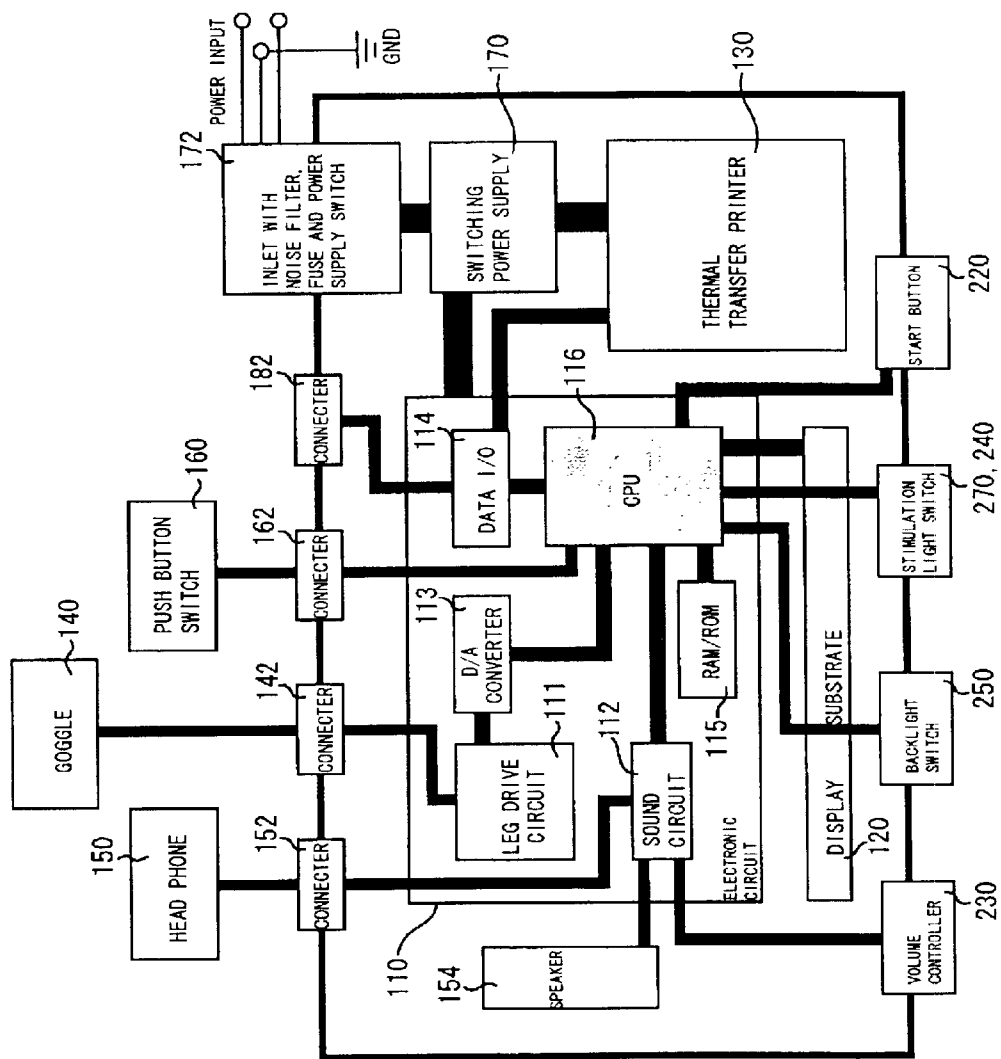 HEAD PHONE
150
GOGGLE
140
PUSH BUTTON
SWITCH
160
POWER INPUT
GND
172
INLET WITH
NOISE FILTER,
FUSE AND POWER
SUPPLY SWITCH
152
CONNECTER
142
CONNECTER
162
CONNECTER
182
CONNECTER
SWITCHING
POWER SUPPLY
170
110
LEG DRIVE
CIRCUIT
111
D/A
CONVERTER
113
DATA I/O
114
CPU
116
THERMAL
TRANSFER PRINTER
130
154
SPEAKER
SOUND
CIRCUIT
112
RAM/ROM
115
ELECTRONIC
CIRCUIT
DISPLAY SUBSTRATE
120
VOLUME
CONTROLLER
230
BACKLIGHT
SWITCH
250
STIMULATION
LIGHT SWITCH
270, 240
START BUTTON
220